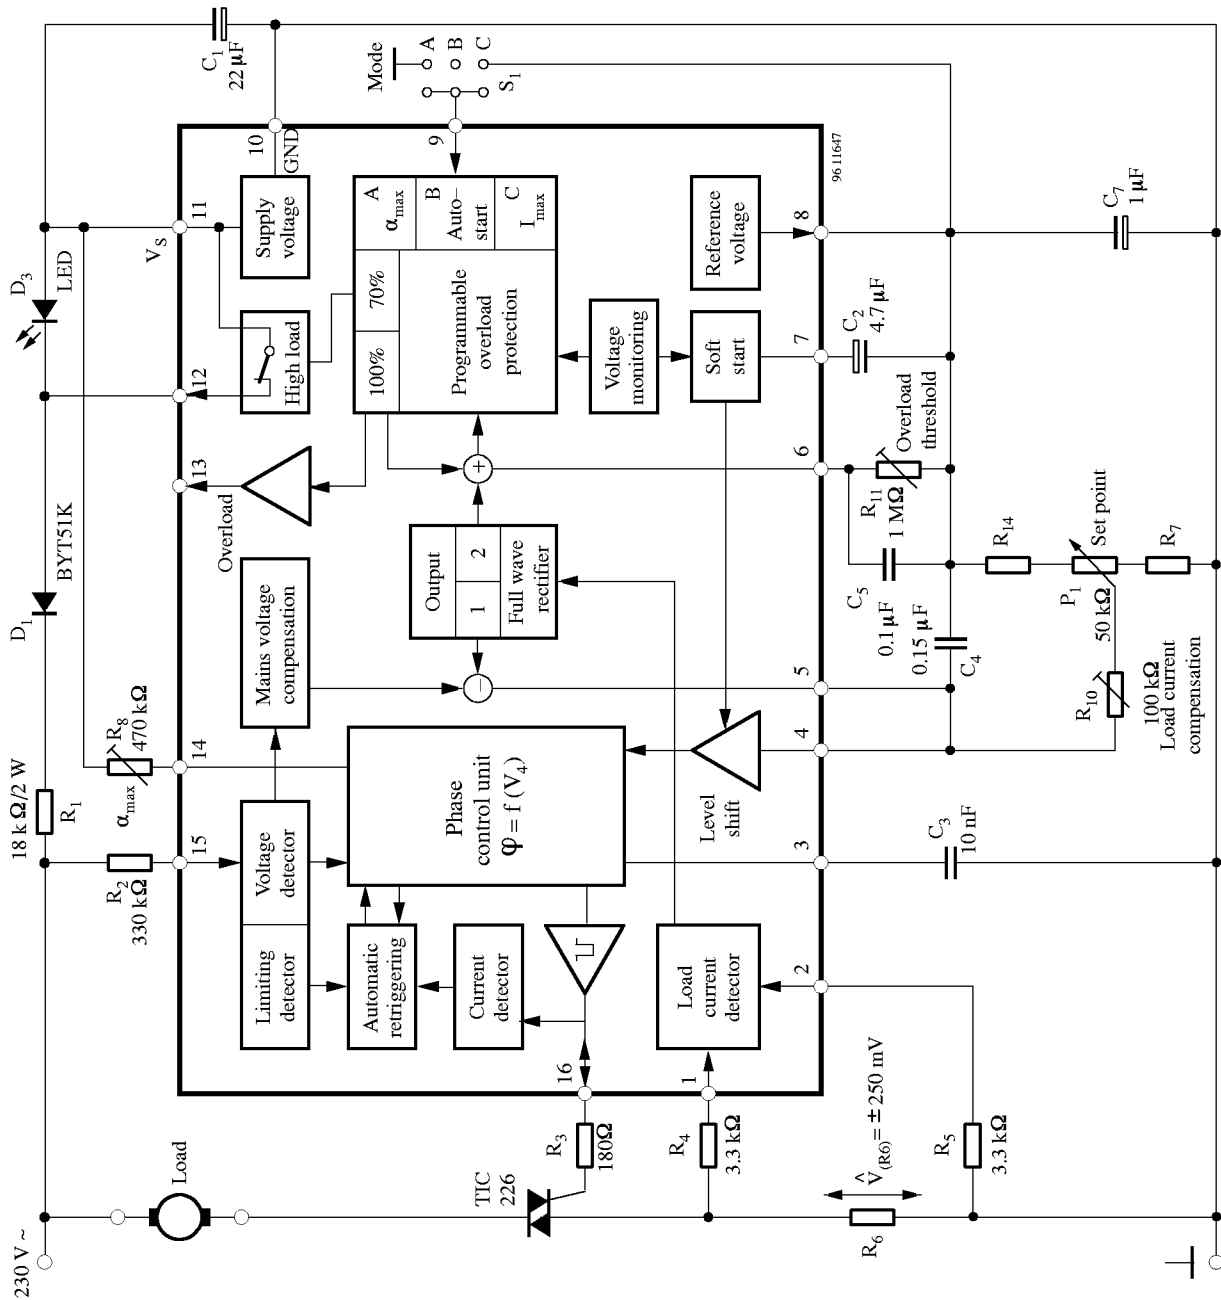 230 V ~
18 k Ω/2 W
R1
D1
BYT51K
D3
LED
C1
22 μF
Load
R2
330 kΩ
αmax
R8
470 kΩ
15
14
13
12
VS
11
10
GND
Limiting
detector
Voltage
detector
Mains voltage
compensation
Overload
High load
Supply
voltage
Mode
A
B
C
S1
9
Automatic
retriggering
Phase
control unit
φ = f (V4)
Output
1
2
Full wave
rectifier
100%
70%
Programmable
overload
protection
A
αmax
B
Auto–
start
C
Imax
Current
detector
TIC
226
R3
180Ω
16
Voltage
monitoring
R4
3.3 kΩ
1
Load
current
detector
Level
shift
Soft
start
Reference
voltage
2
3
4
5
6
7
8
96 11647
V̂(R6) = ± 250 mV
R6
R5
3.3 kΩ
C3
10 nF
C5
0.1 μF
0.15 μF
C4
R11
1 MΩ
Overload
threshold
C2
4.7 μF
R10
100 kΩ
Load current
compensation
R14
P1
50 kΩ
Set point
R7
C7
1 μF